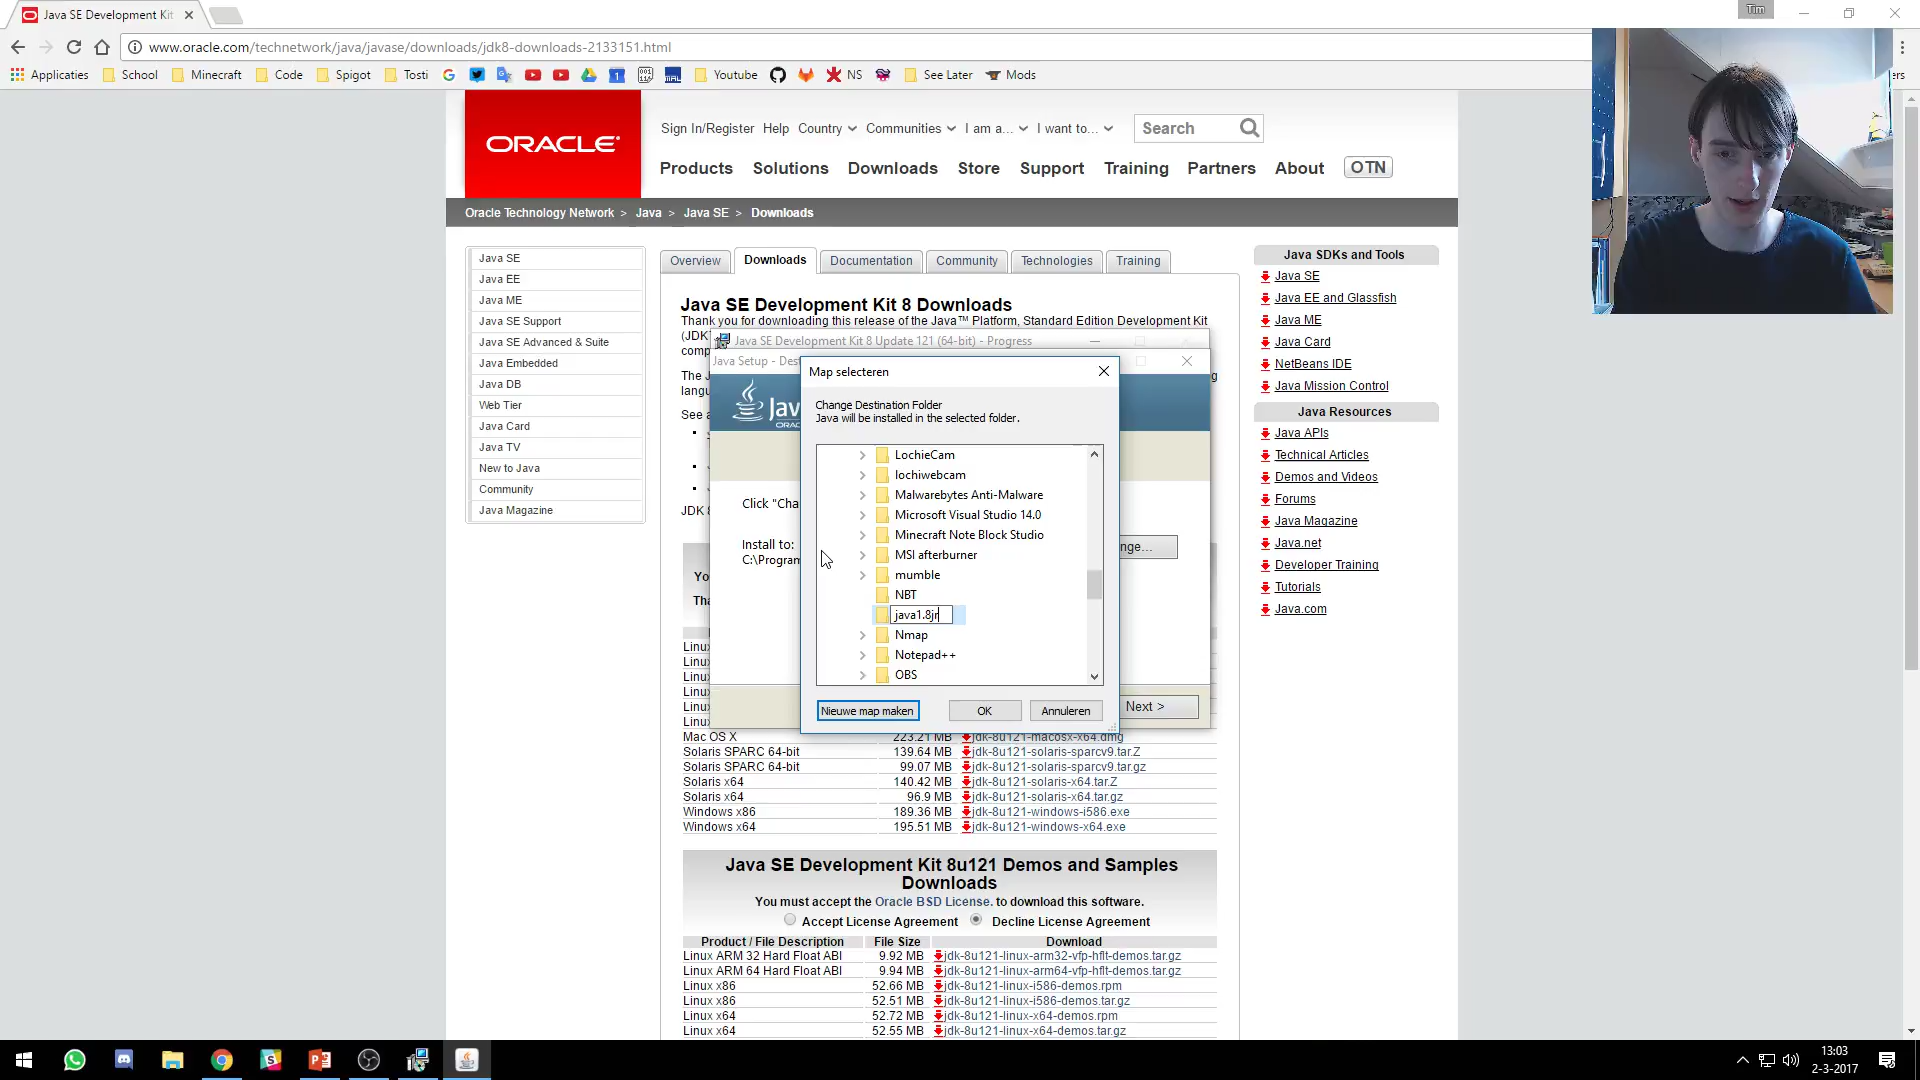 Java SE Development Kit
Tim
www.oracle.com/technetwork/java/javase/downloads/jdk8-downloads-2133151.html
Applicaties School Minecraft Code Spigot Tosti Youtube NS See Later Mods
ORACLE
Sign In/Register Help Country Communities I am a... I want to... Search
Products Solutions Downloads Store Support Training Partners About OTN
Oracle Technology Network > Java > Java SE > Downloads
Java SE
Java EE
Java ME
Java SE Support
Java SE Advanced & Suite
Java Embedded
Java DB
Web Tier
Java Card
Java TV
New to Java
Community
Java Magazine
Overview Downloads Documentation Community Technologies Training
Java SE Development Kit 8 Downloads
Thank you for downloading this release of the Java™ Platform, Standard Edition Development Kit
(JDK
comp
The J
langu
See a
JDK 8
Java SE Development Kit 8 Update 121 (64-bit) - Progress
Java Setup - Des
Java
Click "Cha
Install to:
C:\Program
nge...
Next >
Map selecteren
Change Destination Folder
Java will be installed in the selected folder.
LochieCam
lochiwebcam
Malwarebytes Anti-Malware
Microsoft Visual Studio 14.0
Minecraft Note Block Studio
MSI afterburner
mumble
NBT
java1.8jr
Nmap
Notepad++
OBS
Nieuwe map maken OK Annuleren
Yo
Tha
Linux
Linux
Linux
Linux
Linux
Linux
Mac OS X 223.21 MB jdk-8u121-macosx-x64.dmg
Solaris SPARC 64-bit 139.64 MB jdk-8u121-solaris-sparcv9.tar.Z
Solaris SPARC 64-bit 99.07 MB jdk-8u121-solaris-sparcv9.tar.gz
Solaris x64 140.42 MB jdk-8u121-solaris-x64.tar.Z
Solaris x64 96.9 MB jdk-8u121-solaris-x64.tar.gz
Windows x86 189.36 MB jdk-8u121-windows-i586.exe
Windows x64 195.51 MB jdk-8u121-windows-x64.exe
Java SE Development Kit 8u121 Demos and Samples
Downloads
You must accept the Oracle BSD License. to download this software.
Accept License Agreement Decline License Agreement
Product / File Description File Size Download
Linux ARM 32 Hard Float ABI 9.92 MB jdk-8u121-linux-arm32-vfp-hflt-demos.tar.gz
Linux ARM 64 Hard Float ABI 9.94 MB jdk-8u121-linux-arm64-vfp-hflt-demos.tar.gz
Linux x86 52.66 MB jdk-8u121-linux-i586-demos.rpm
Linux x86 52.51 MB jdk-8u121-linux-i586-demos.tar.gz
Linux x64 52.72 MB jdk-8u121-linux-x64-demos.rpm
Linux x64 52.55 MB jdk-8u121-linux-x64-demos.tar.gz
Java SDKs and Tools
Java SE
Java EE and Glassfish
Java ME
Java Card
NetBeans IDE
Java Mission Control
Java Resources
Java APIs
Technical Articles
Demos and Videos
Forums
Java Magazine
Java.net
Developer Training
Tutorials
Java.com
13:03
2-3-2017